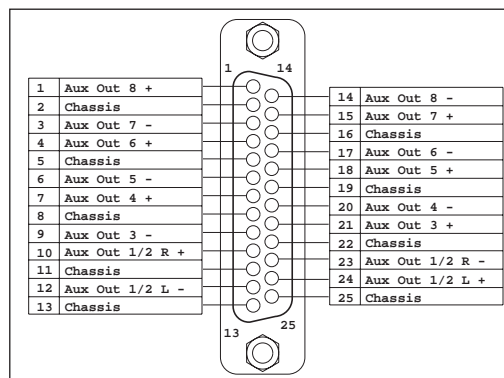 1 14
1 Aux Out 8 +
2 Chassis
3 Aux Out 7 -
4 Aux Out 6 +
5 Chassis
6 Aux Out 5 -
7 Aux Out 4 +
8 Chassis
9 Aux Out 3 -
10 Aux Out 1/2 R +
11 Chassis
12 Aux Out 1/2 L -
13 Chassis
14 Aux Out 8 -
15 Aux Out 7 +
16 Chassis
17 Aux Out 6 -
18 Aux Out 5 +
19 Chassis
20 Aux Out 4 -
21 Aux Out 3 +
22 Chassis
23 Aux Out 1/2 R -
24 Aux Out 1/2 L +
25 Chassis
13 25